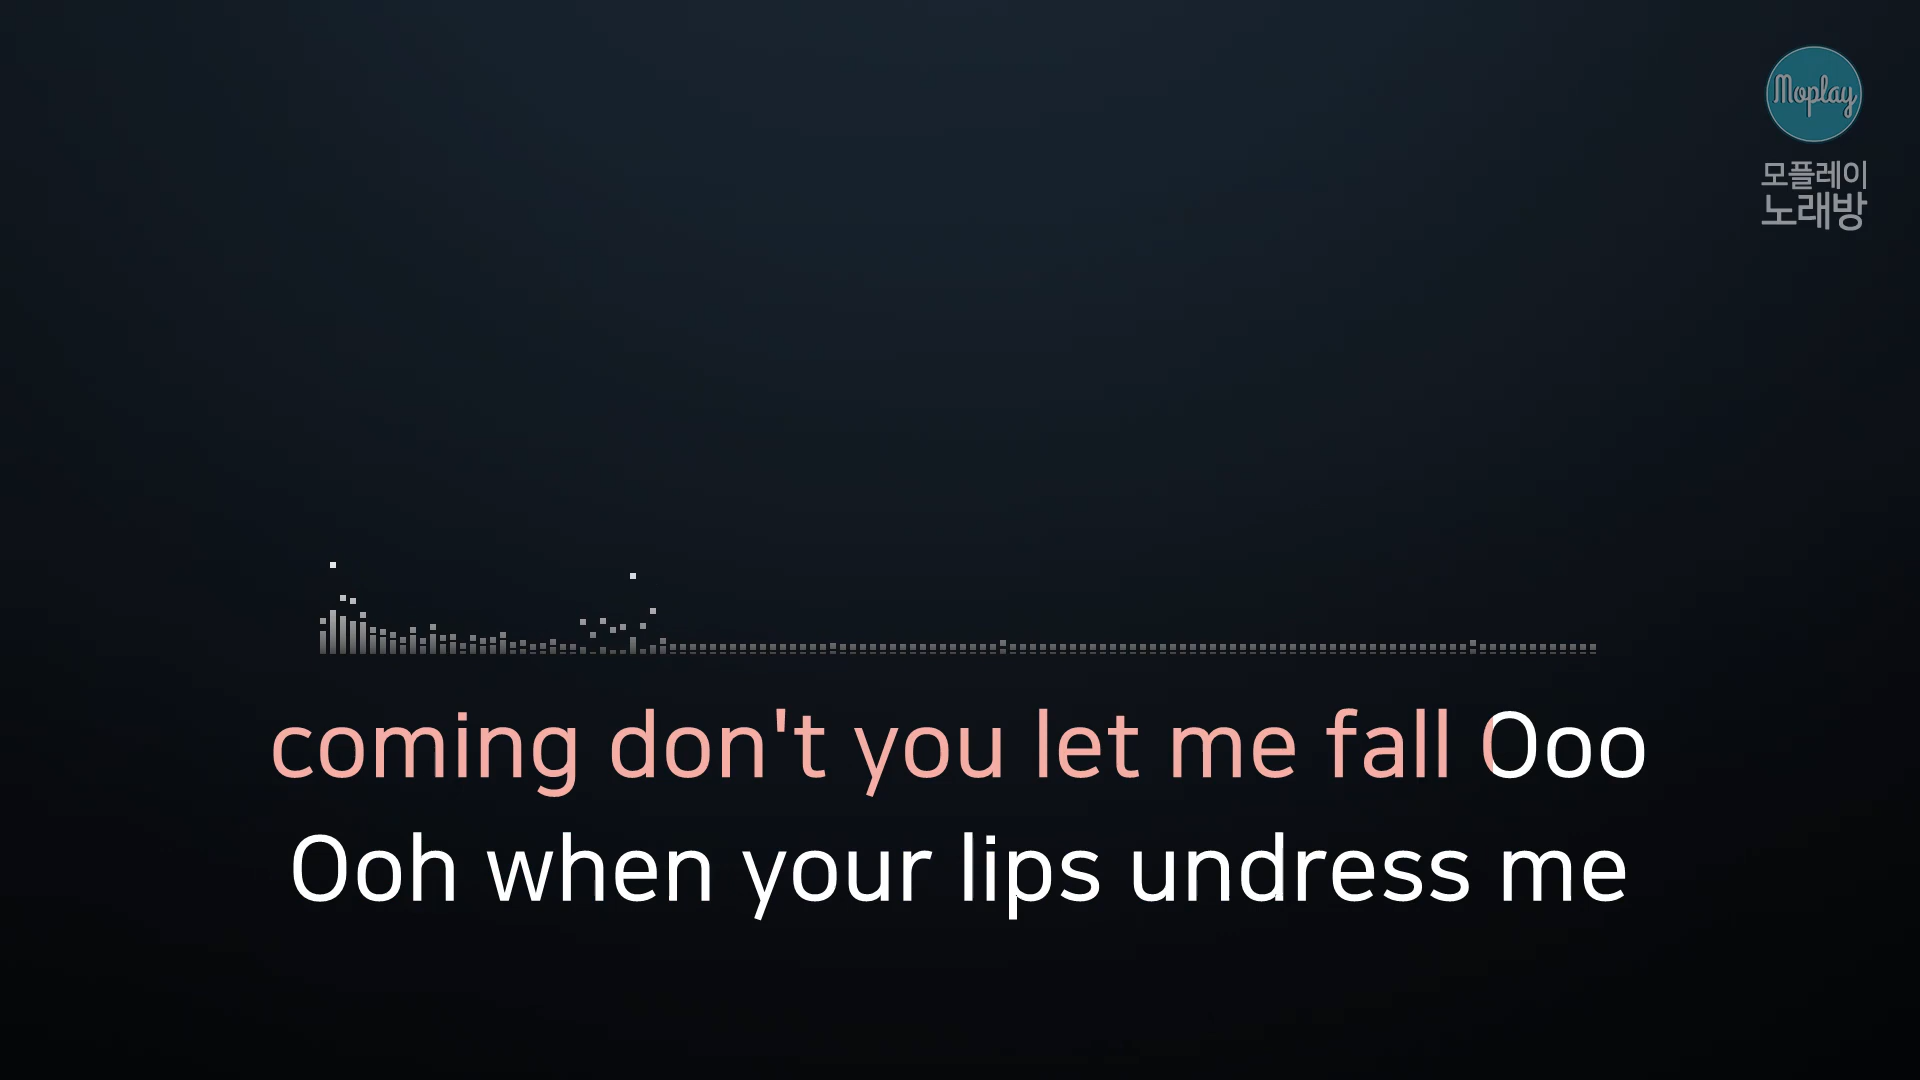 Moplay
모플레이
노래방
coming don't you let me fall Ooo
Ooh when your lips undress me